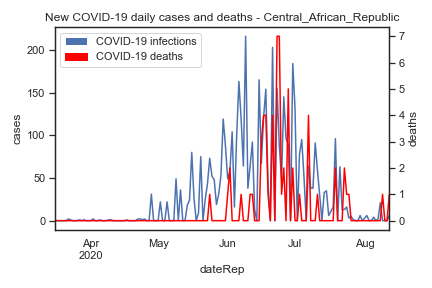 New COVID-19 daily cases and deaths - Central_African_Republic
COVID-19 infections
COVID-19 deaths
200
150
100
50
0
cases
7
6
5
4
3
2
1
0
deaths
Apr
2020
May
Jun
Jul
Aug
dateRep